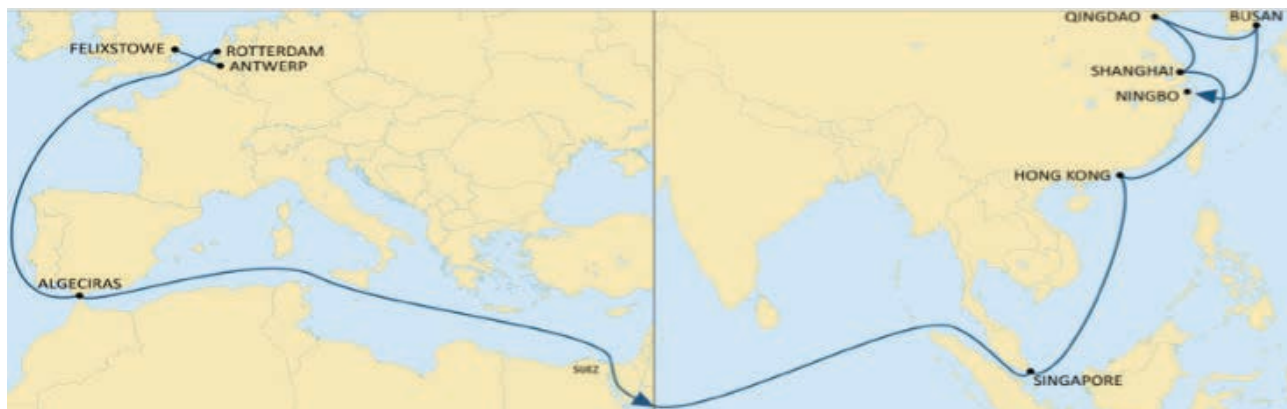 FELIXSTOWE
ROTTERDAM
ANTWERP
ALGECIRAS
SUEZ
QINGDAO
BUSAN
SHANGHAI
NINGBO
HONG KONG
SINGAPORE